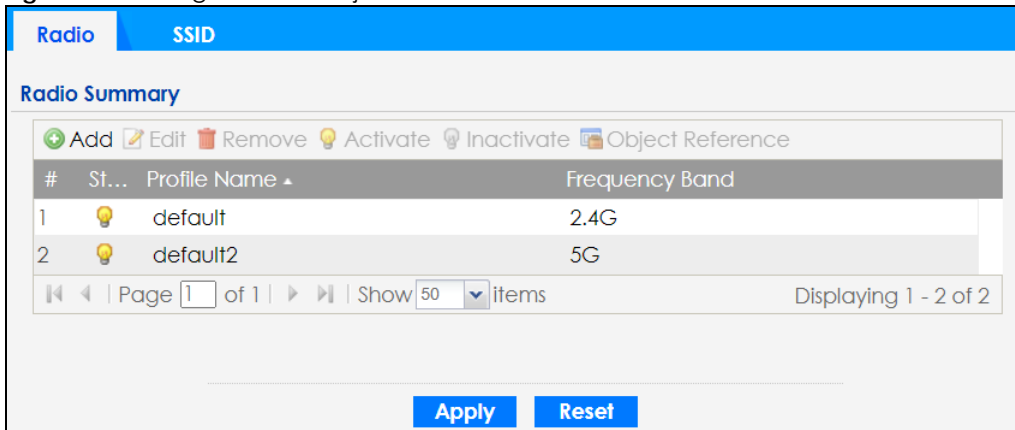 Radio SSID
Radio Summary
Add Edit Remove Activate Inactivate Object Reference
# St... Profile Name Frequency Band
1 default 2.4G
2 default2 5G
Page 1 of 1 Show 50 items Displaying 1 - 2 of 2
Apply Reset